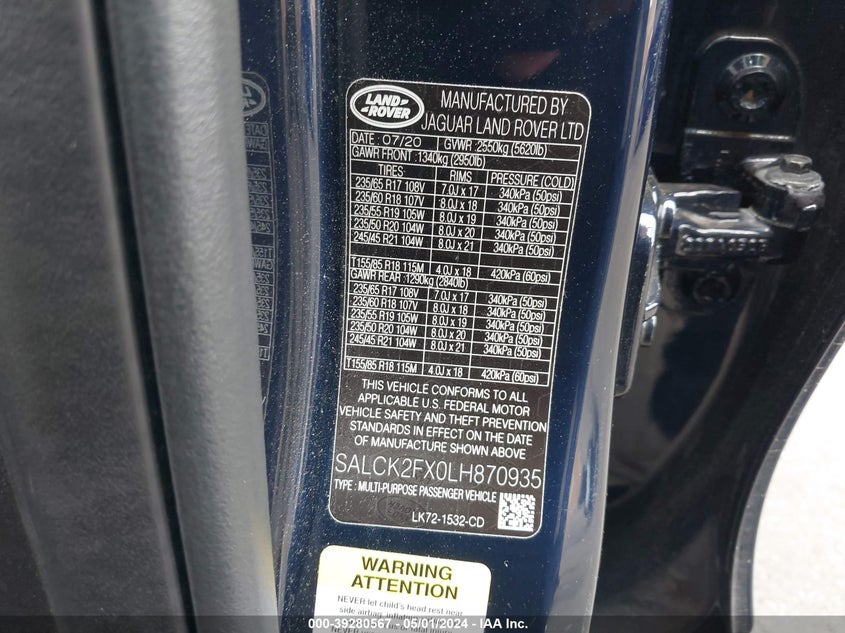 LAND
ROVER
MANUFACTURED BY
JAGUAR LAND ROVER LTD
DATE : 07/20 GVWR :2550kg (5620lb)
GAWR FRONT : 1340kg (2950lb)
TIRES RIMS PRESSURE (COLD)
235/65 R17 108V 7.0J x 17 340kPa (50psi)
235/60 R18 107V 8.0J x 18 340kPa (50psi)
235/55 R19 105W 8.0J x 19 340kPa (50psi)
235/50 R20 104W 8.0J x 20 340kPa (50psi)
245/45 R21 104W 8.0J x 21 340kPa (50psi)
T155/85 R18 115M 4.0J x 18 420kPa (60psi)
GAWR REAR : 1290kg (2840lb)
235/65 R17 108V 7.0J x 17 340kPa (50psi)
235/60 R18 107V 8.0J x 18 340kPa (50psi)
235/55 R19 105W 8.0J x 19 340kPa (50psi)
235/50 R20 104W 8.0J x 20 340kPa (50psi)
245/45 R21 104W 8.0J x 21 340kPa (50psi)
T155/85 R18 115M 4.0J x 18 420kPa (60psi)
THIS VEHICLE CONFORMS TO ALL
APPLICABLE U.S. FEDERAL MOTOR
VEHICLE SAFETY AND THEFT PREVENTION
STANDARDS IN EFFECT ON THE DATE
OF MANUFACTURE SHOWN ABOVE
SALCK2FX0LH870935
TYPE : MULTI-PURPOSE PASSENGER VEHICLE
LK72-1532-CD
WARNING
ATTENTION
NEVER let child's head rest near
side airbag,
000-39280567 - 05/01/2024 - IAA Inc.